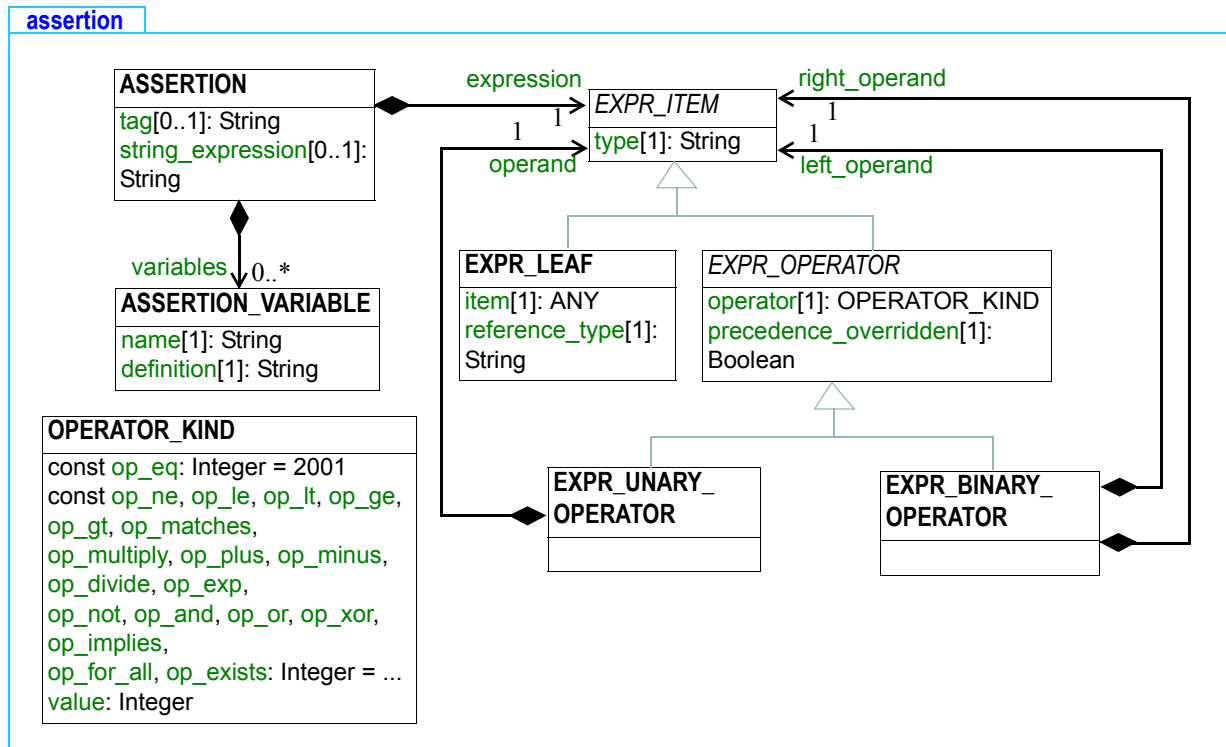 assertion
ASSERTION
tag[0..1]: String
string_expression[0..1]:
String
expression
1
EXPR_ITEM
type[1]: String
right_operand
1
1
operand
1
left_operand
variables
0..*
ASSERTION_VARIABLE
name[1]: String
definition[1]: String
EXPR_LEAF
item[1]: ANY
reference_type[1]:
String
EXPR_OPERATOR
operator[1]: OPERATOR_KIND
precedence_overridden[1]:
Boolean
OPERATOR_KIND
const op_eq: Integer = 2001
const op_ne, op_le, op_lt, op_ge,
op_gt, op_matches,
op_multiply, op_plus, op_minus,
op_divide, op_exp,
op_not, op_and, op_or, op_xor,
op_implies,
op_for_all, op_exists: Integer = ...
value: Integer
EXPR_UNARY_
OPERATOR
EXPR_BINARY_
OPERATOR